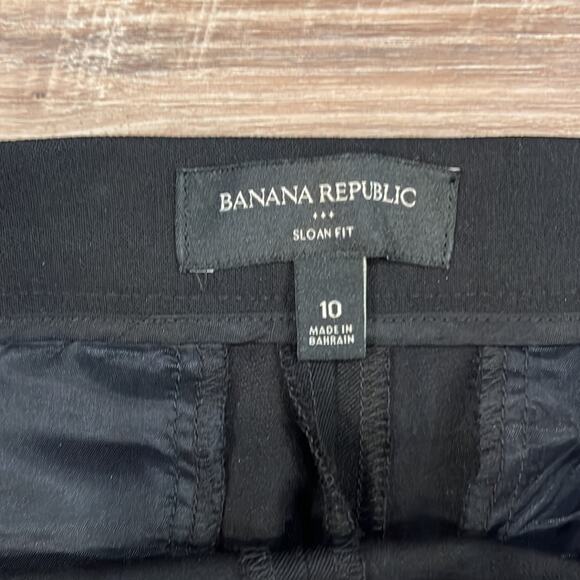 BANANA REPUBLIC
SLOAN FIT
10
MADE IN
BAHRAIN